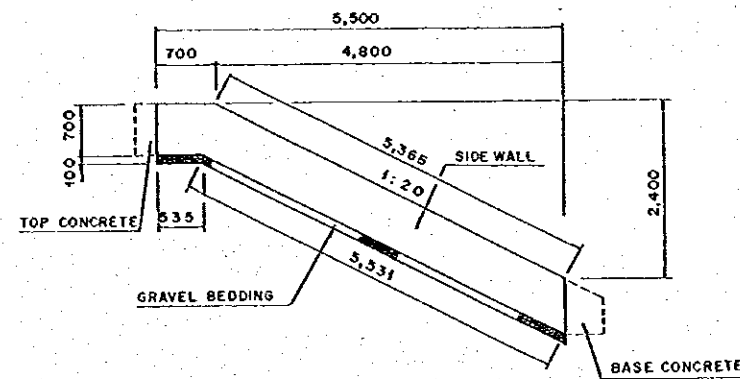 5,500
700
4,800
700
100
5,365
SIDE WALL
1:20
2,400
TOP CONCRETE
535
5,531
GRAVEL BEDDING
BASE CONCRETE